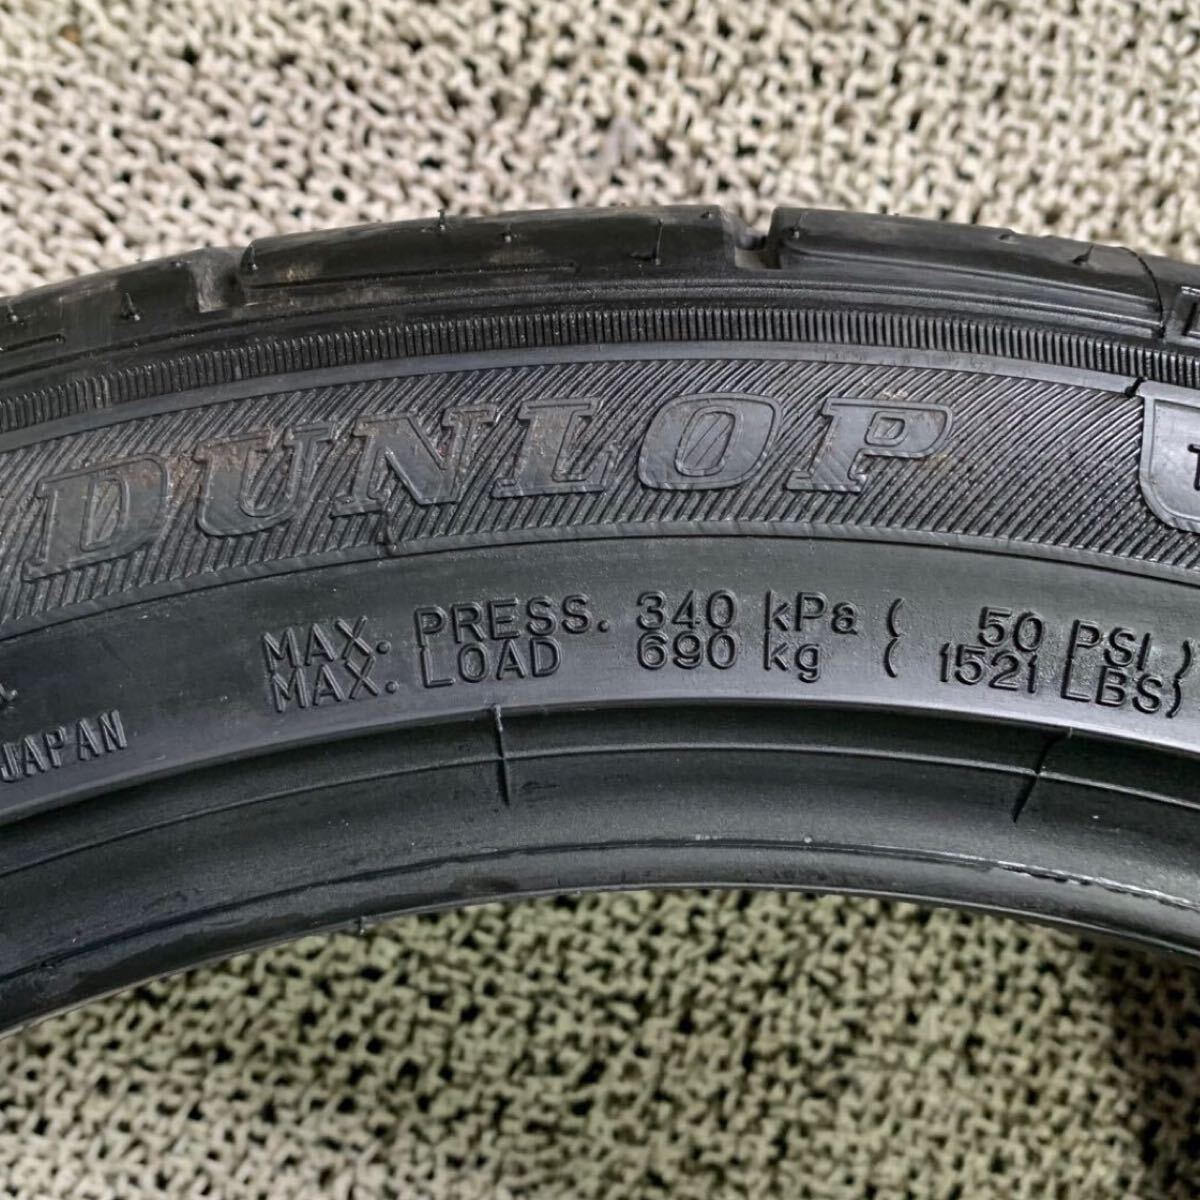 DUNLOP
MAX. PRESS. 340 kPa ( 50 PSI )
MAX. LOAD 690 kg ( 1521 LBS)
JAPAN